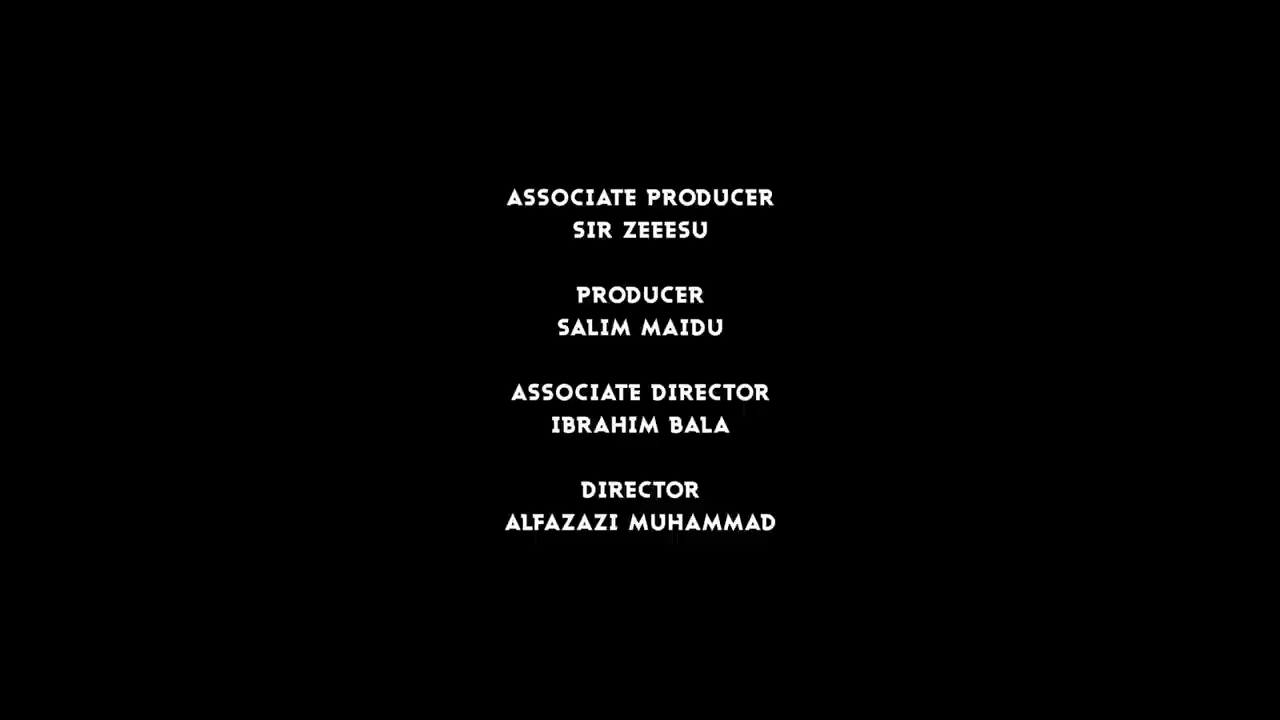 ASSOCIATE PRODUCER
SIR ZEEESU
PRODUCER
SALIM MAIDU
ASSOCIATE DIRECTOR
IBRAHIM BALA
DIRECTOR
ALFAZAZI MUHAMMAD